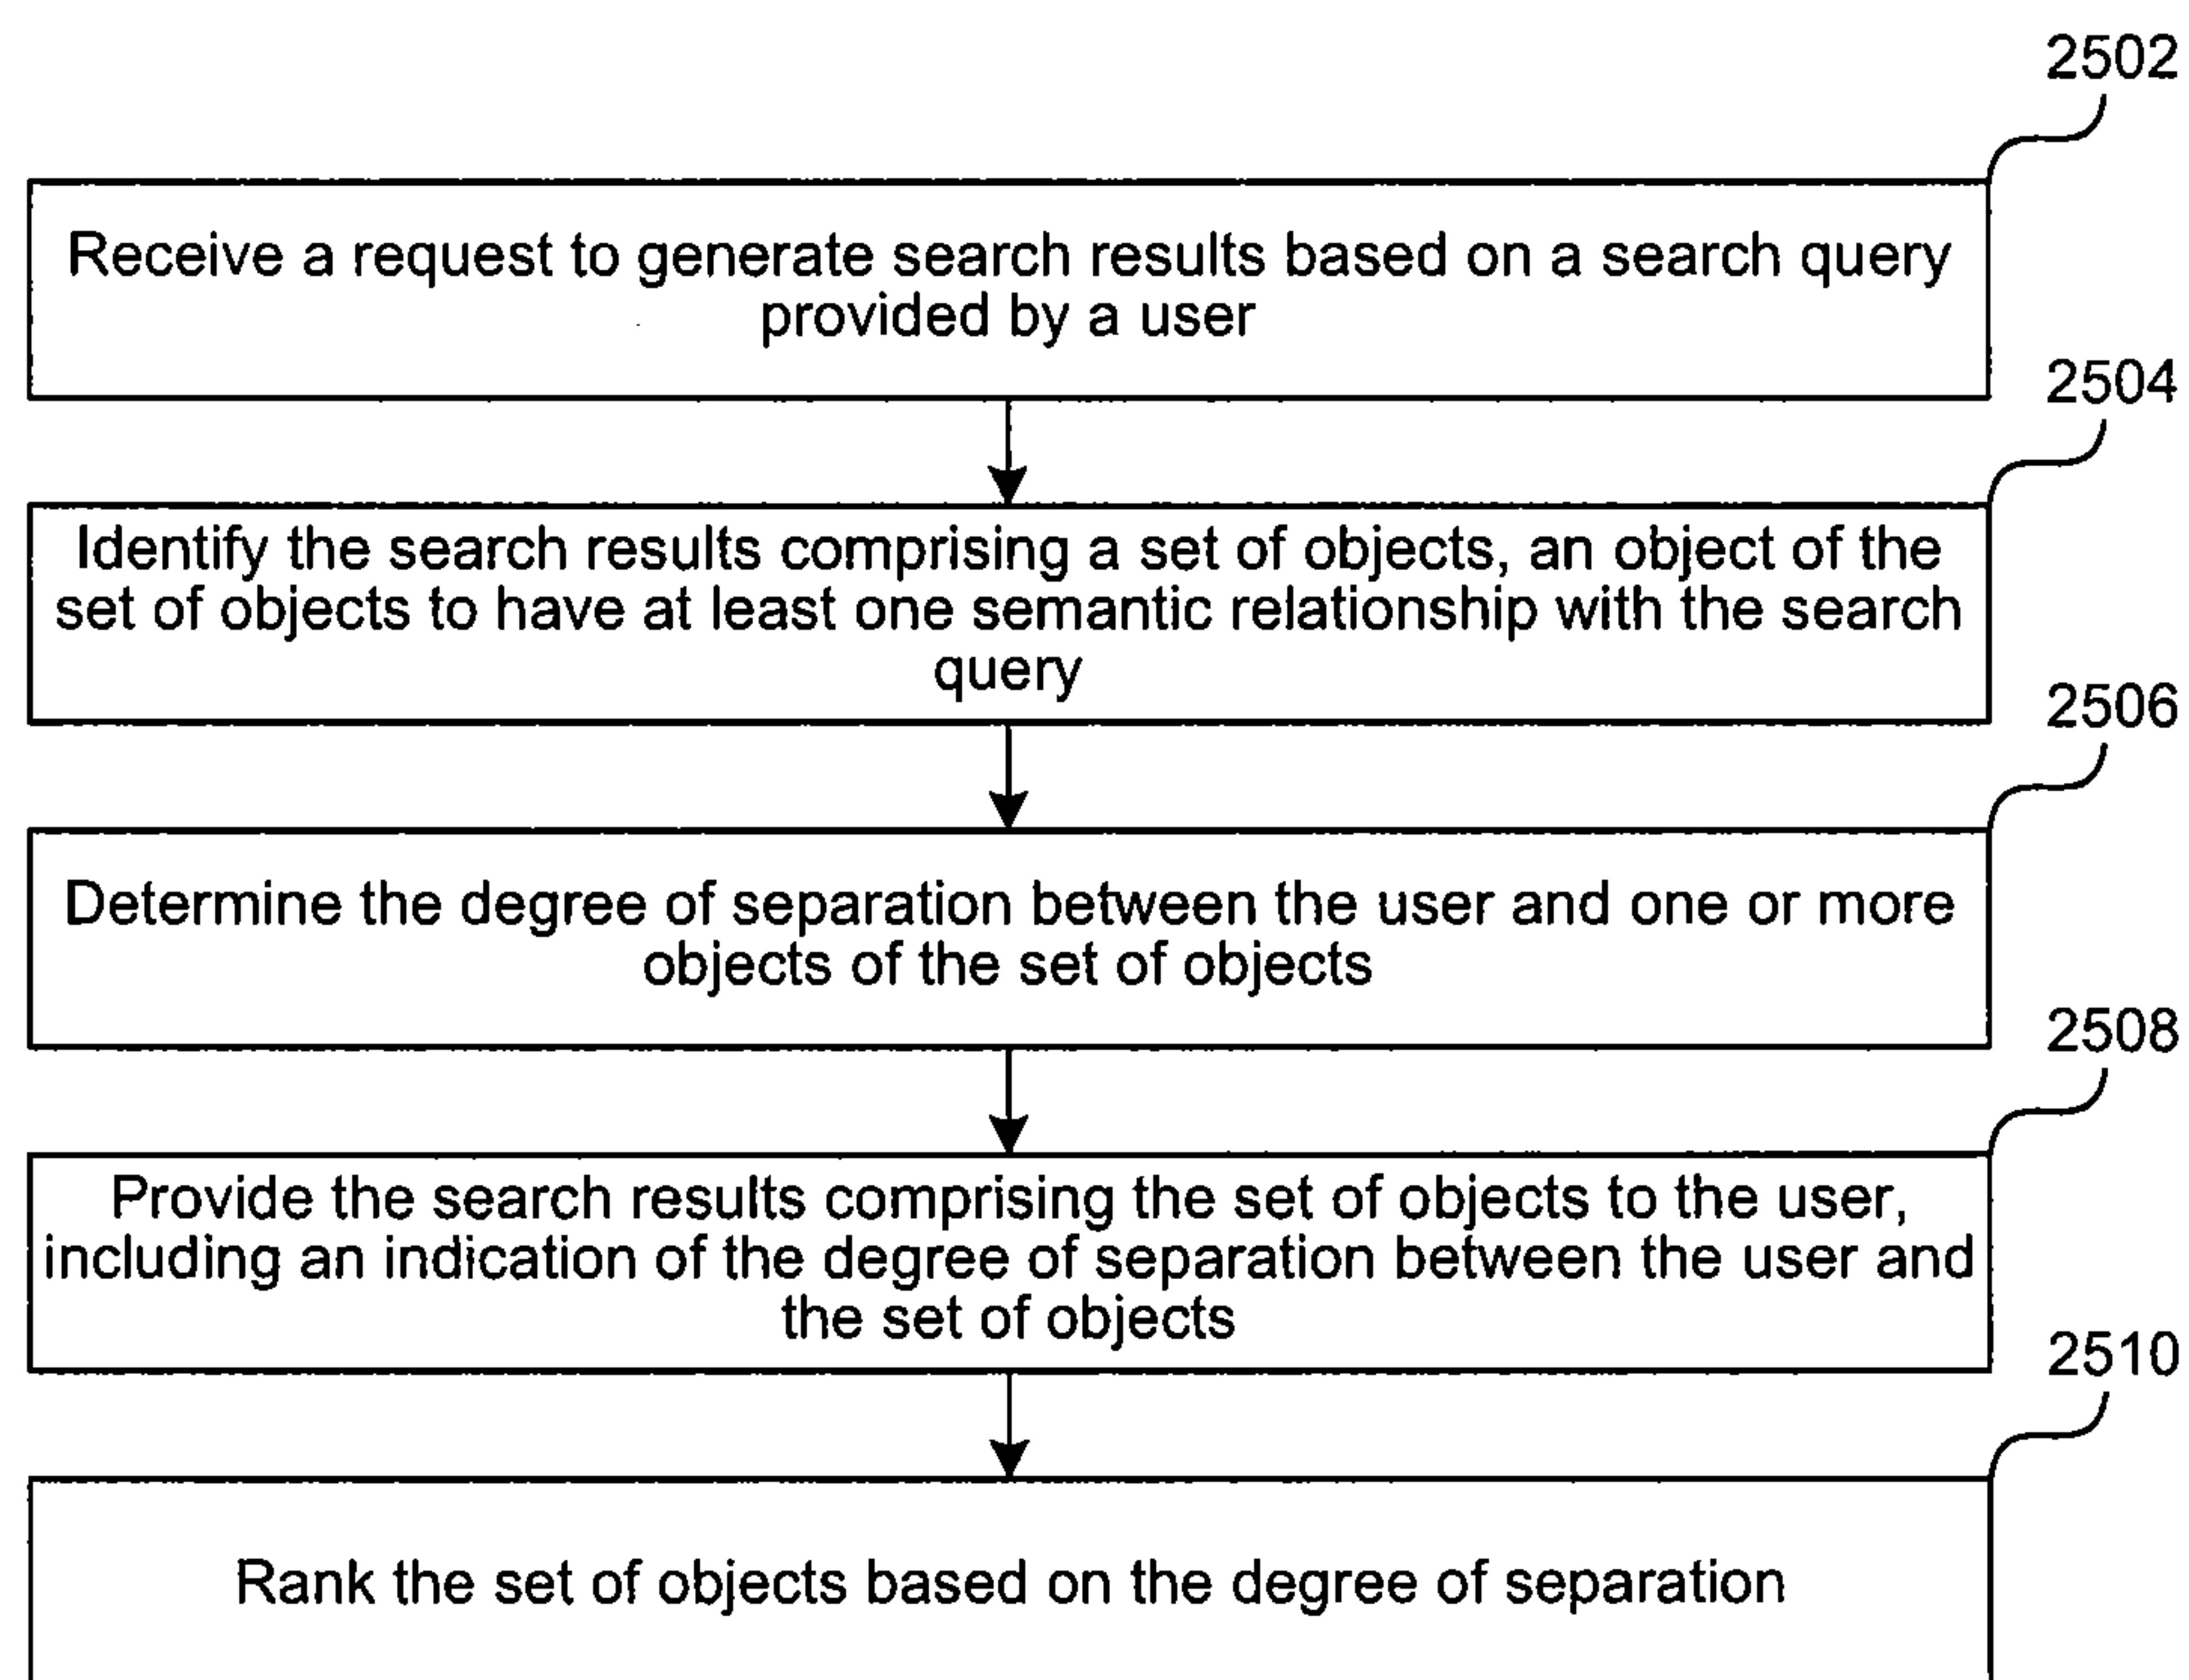 2502
Receive a request to generate search results based on a search query
provided by a user
2504
Identify the search results comprising a set of objects, an object of the
set of objects to have at least one semantic relationship with the search
query
2506
Determine the degree of separation between the user and one or more
objects of the set of objects
2508
Provide the search results comprising the set of objects to the user,
including an indication of the degree of separation between the user and
the set of objects
2510
Rank the set of objects based on the degree of separation